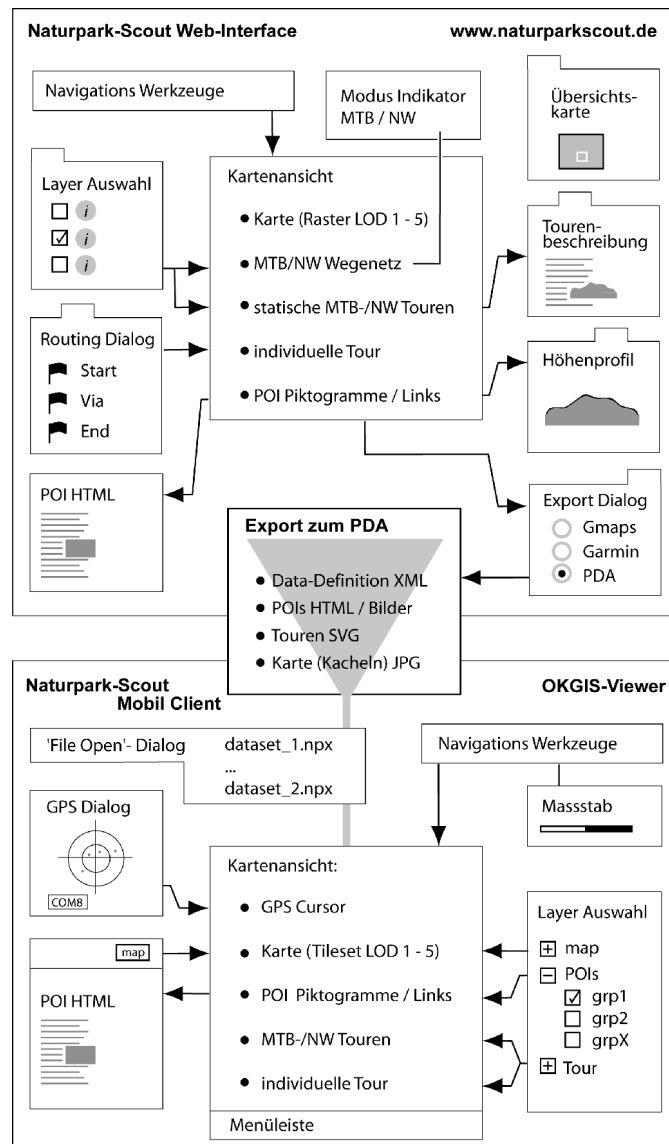 Naturpark-Scout Web-Interface
www.naturparkscout.de
Navigations Werkzeuge
Modus Indikator
MTB / NW
Übersichts-
karte
Layer Auswahl
i
i
i
Kartenansicht
Karte (Raster LOD 1 - 5)
MTB/NW Wegenetz
statische MTB-/NW Touren
individuelle Tour
POI Piktogramme / Links
Touren-
beschreibung
Routing Dialog
Start
Via
End
Höhenprofil
POI HTML
Export Dialog
Gmaps
Garmin
PDA
Export zum PDA
Data-Definition XML
POIs HTML / Bilder
Touren SVG
Karte (Kacheln) JPG
Naturpark-Scout
Mobil Client
OKGIS-Viewer
'File Open'- Dialog
dataset_1.npx
...
dataset_2.npx
Navigations Werkzeuge
GPS Dialog
COM8
Massstab
Kartenansicht:
GPS Cursor
Karte (Tileset LOD 1 - 5)
POI Piktogramme / Links
MTB-/NW Touren
individuelle Tour
Menüleiste
map
POI HTML
Layer Auswahl
map
POIs
grp1
grp2
grpX
Tour